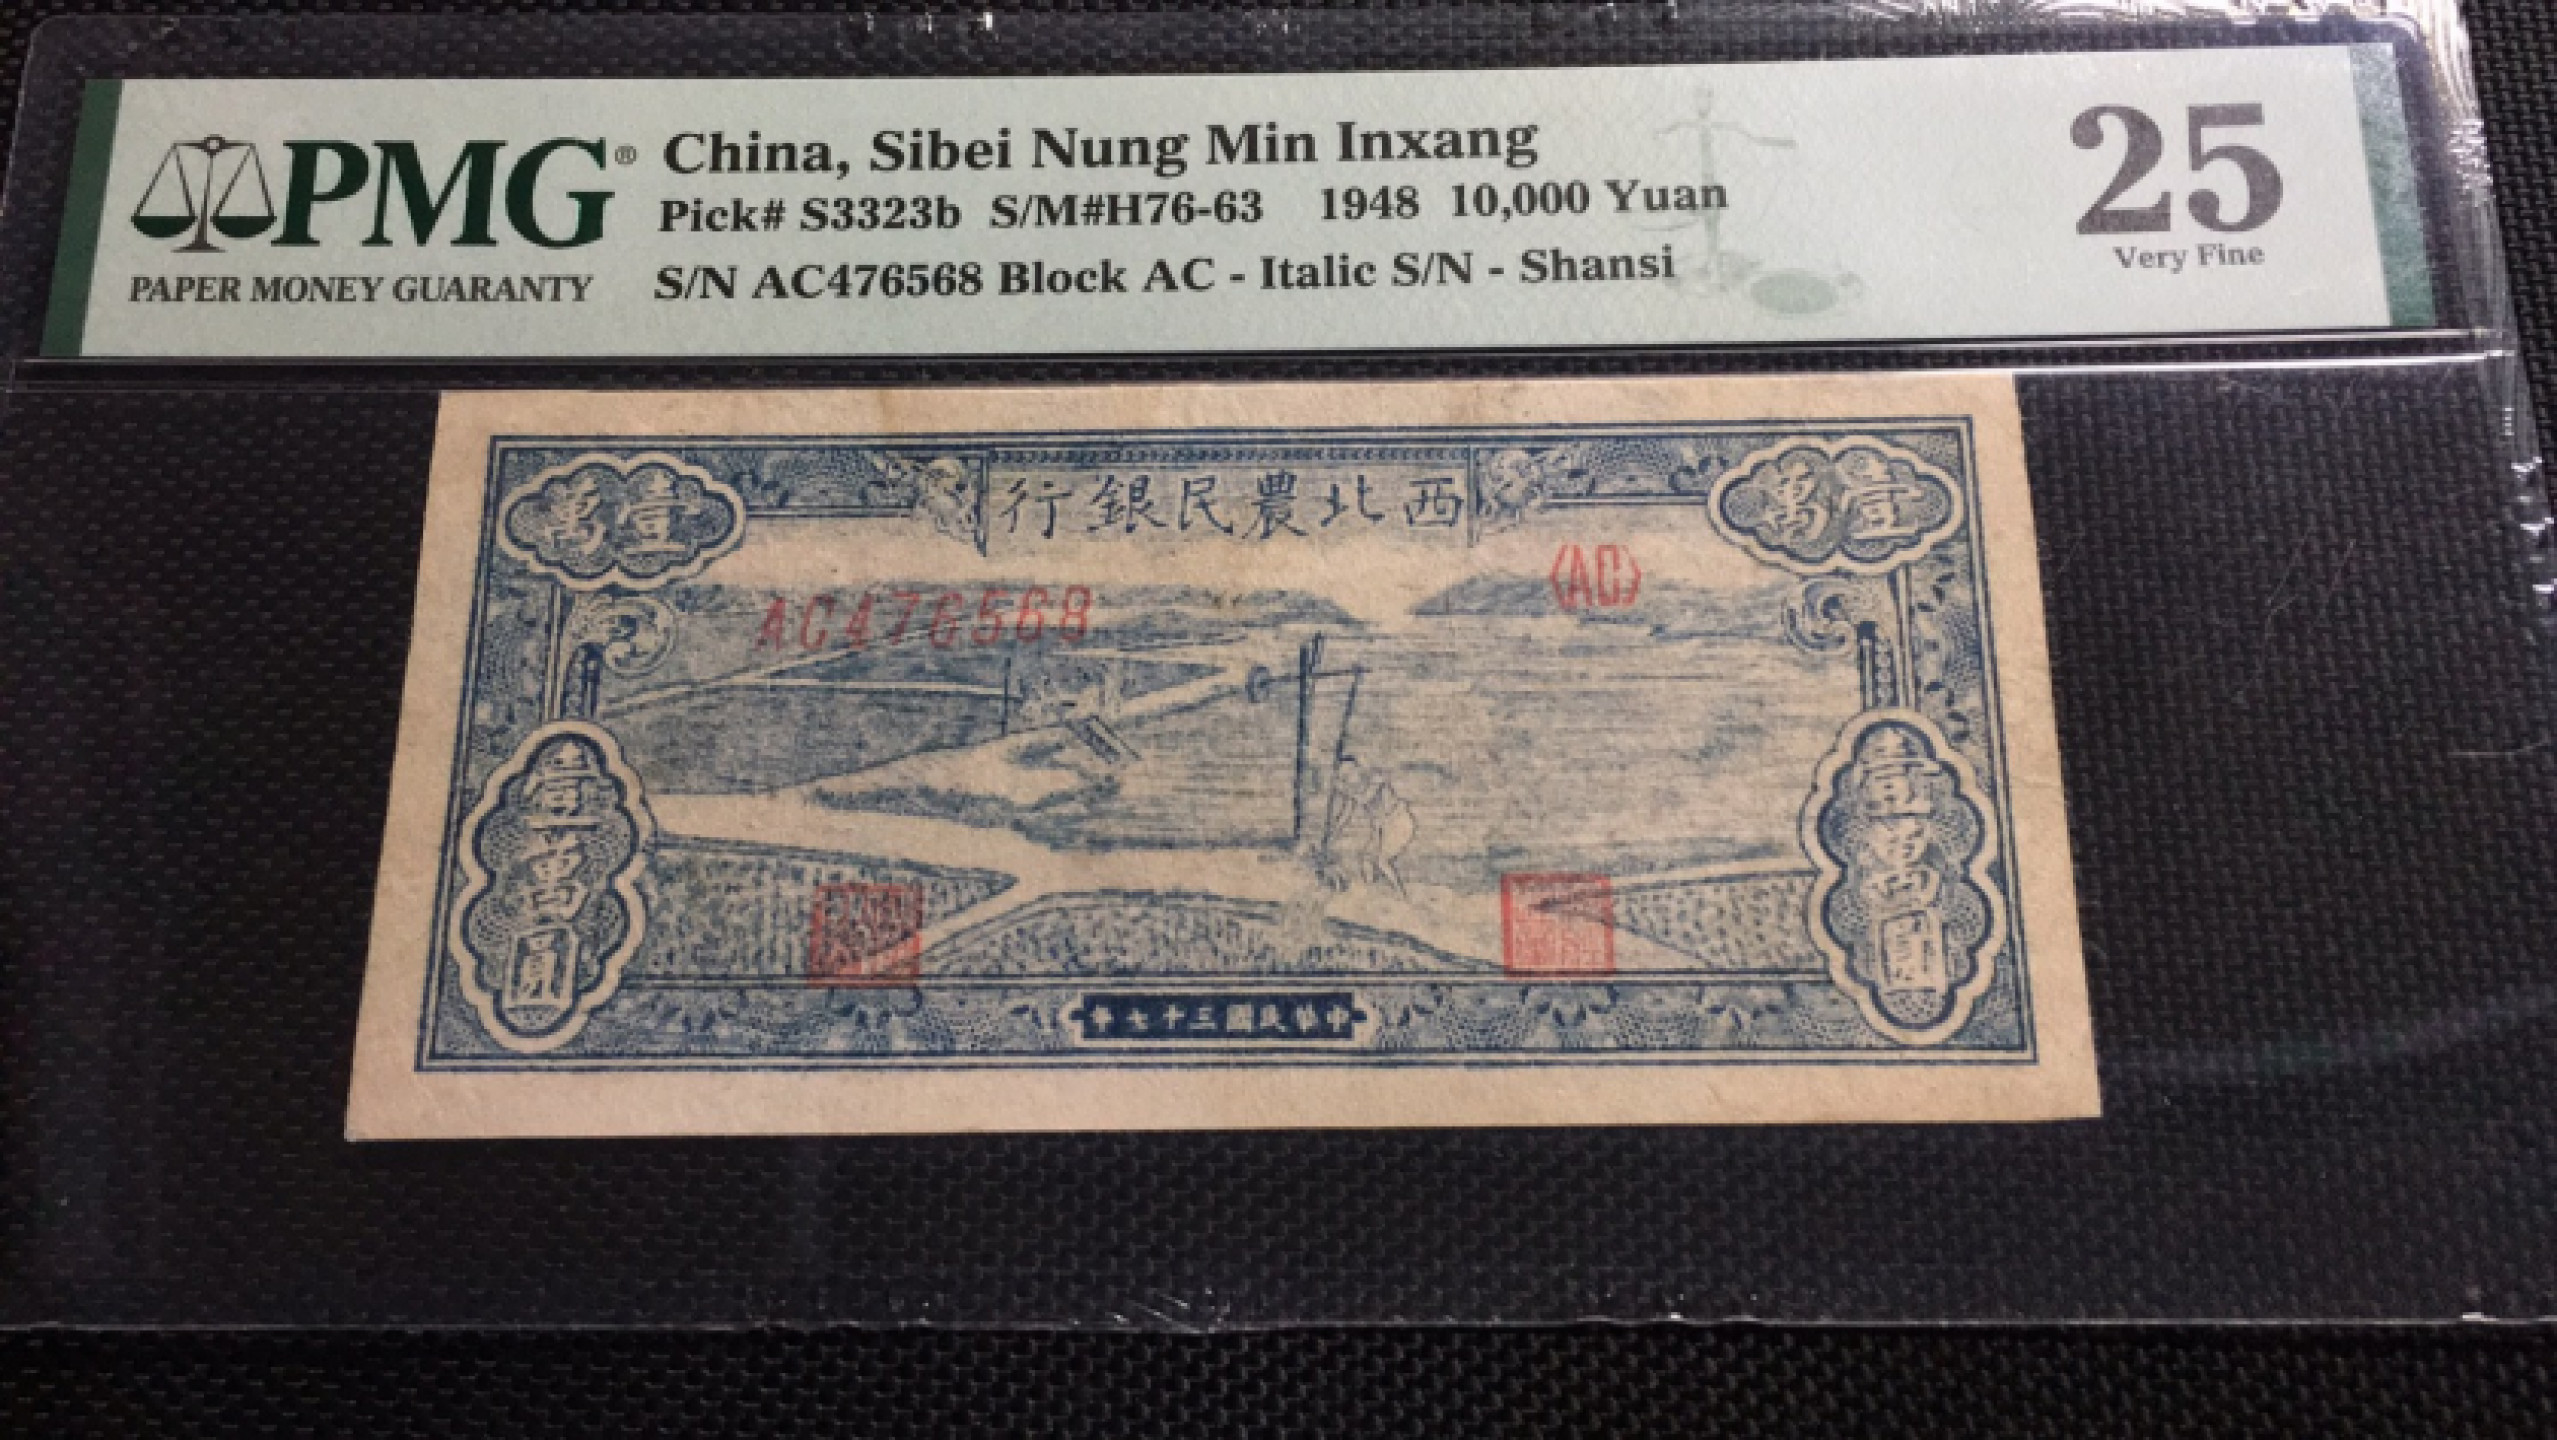 PMG®
PAPER MONEY GUARANTY
China, Sibei Nung Min Inxang
Pick# S3323b S/M#H76-63 1948 10,000 Yuan
S/N AC476568 Block AC - Italic S/N - Shansi
25
Very Fine
行銀民農北西
萬壹
萬壹
AC476568
(AC)
壹萬圓
壹萬圓
年七十三國民華中